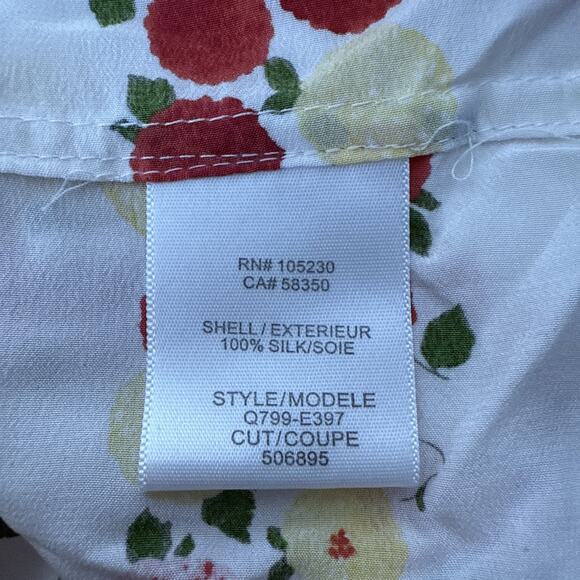 RN# 105230
CA# 58350
SHELL/EXTERIEUR
100% SILK/SOIE
STYLE/MODELE
Q799-E397
CUT/COUPE
506895